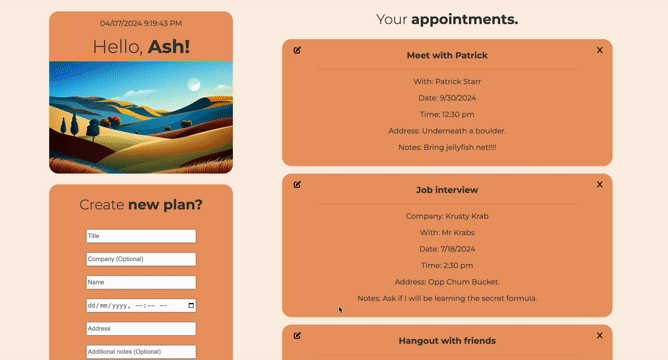 04/07/2024 9:19:43 PM
Hello, Ash!
Create new plan?
Title
Company (Optional)
Name
dd/mm/yyyy, --:-- --
Address
Additional notes (Optional)
Your appointments.
X
Meet with Patrick
With: Patrick Starr
Date: 9/30/2024
Time: 12:30 pm
Address: Underneath a boulder.
Notes: Bring jellyfish net!!!!
X
Job interview
Company: Krusty Krab
With: Mr Krabs
Date: 7/18/2024
Time: 2:30 pm
Address: Opp Chum Bucket.
Notes: Ask if I will be learning the secret formula.
X
Hangout with friends